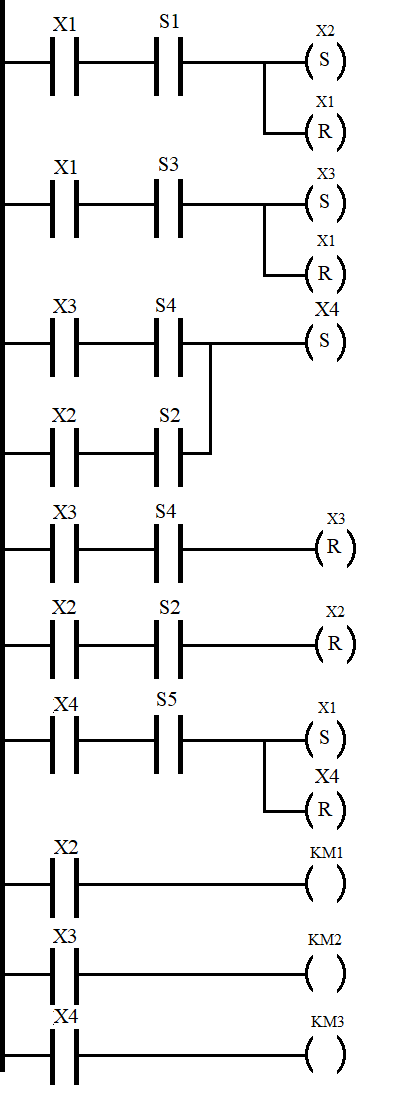 X1 S1 X2
S
X1
R
X1 S3 X3
S
X1
R
X3 S4 X4
S
X2 S2
X3 S4 X3
R
X2 S2 X2
R
X4 S5 X1
S
X4
R
X2 KM1
X3 KM2
X4 KM3